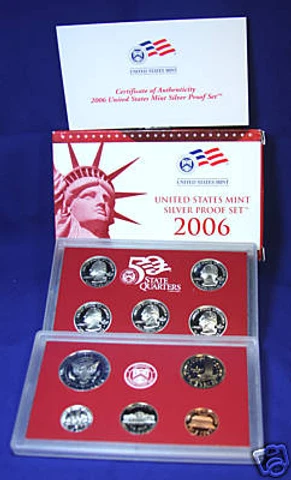 UNITED STATES MINT
Certificate of Authenticity
2006 United States Mint Silver Proof Set™
UNITED STATES MINT
UNITED STATES MINT
SILVER PROOF SET™
2006
50
STATE
QUARTERS